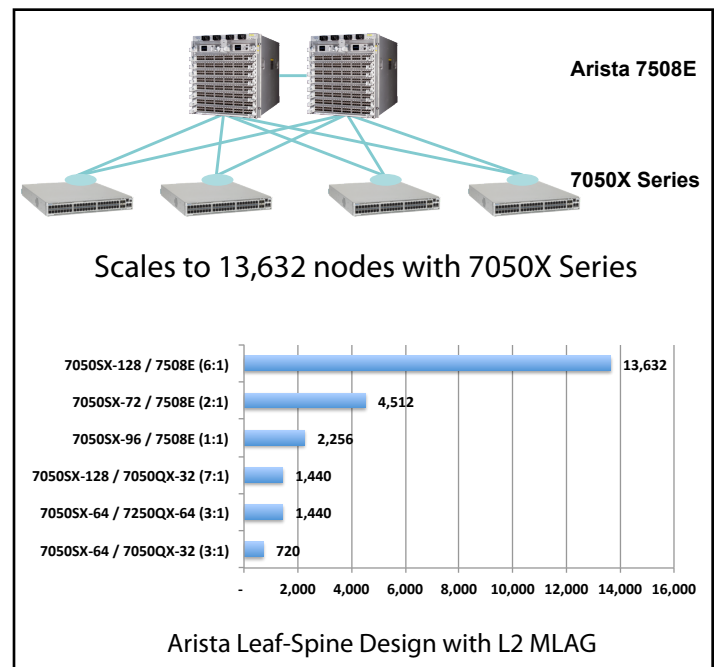 Arista 7508E
7050X Series
Scales to 13,632 nodes with 7050X Series
7050SX-128 / 7508E (6:1)
13,632
7050SX-72 / 7508E (2:1)
4,512
7050SX-96 / 7508E (1:1)
2,256
7050SX-128 / 7050QX-32 (7:1)
1,440
7050SX-64 / 7250QX-64 (3:1)
1,440
7050SX-64 / 7050QX-32 (3:1)
720
- 2,000 4,000 6,000 8,000 10,000 12,000 14,000 16,000
Arista Leaf-Spine Design with L2 MLAG